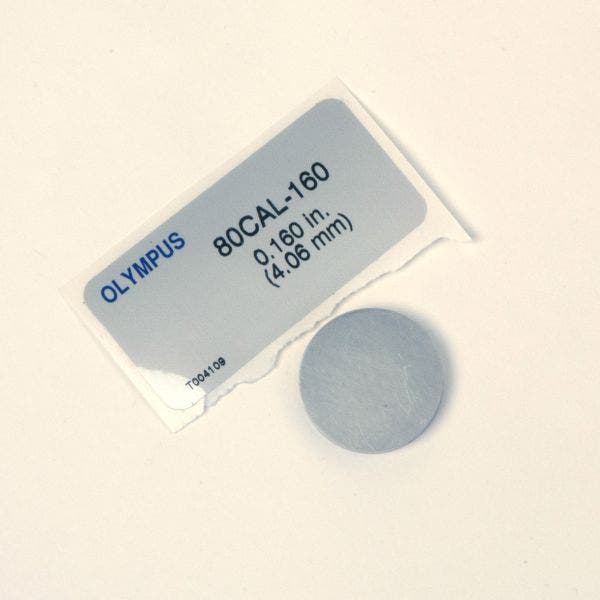 OLYMPUS
80CAL-160
0.160 in.
(4.06 mm)
T004109